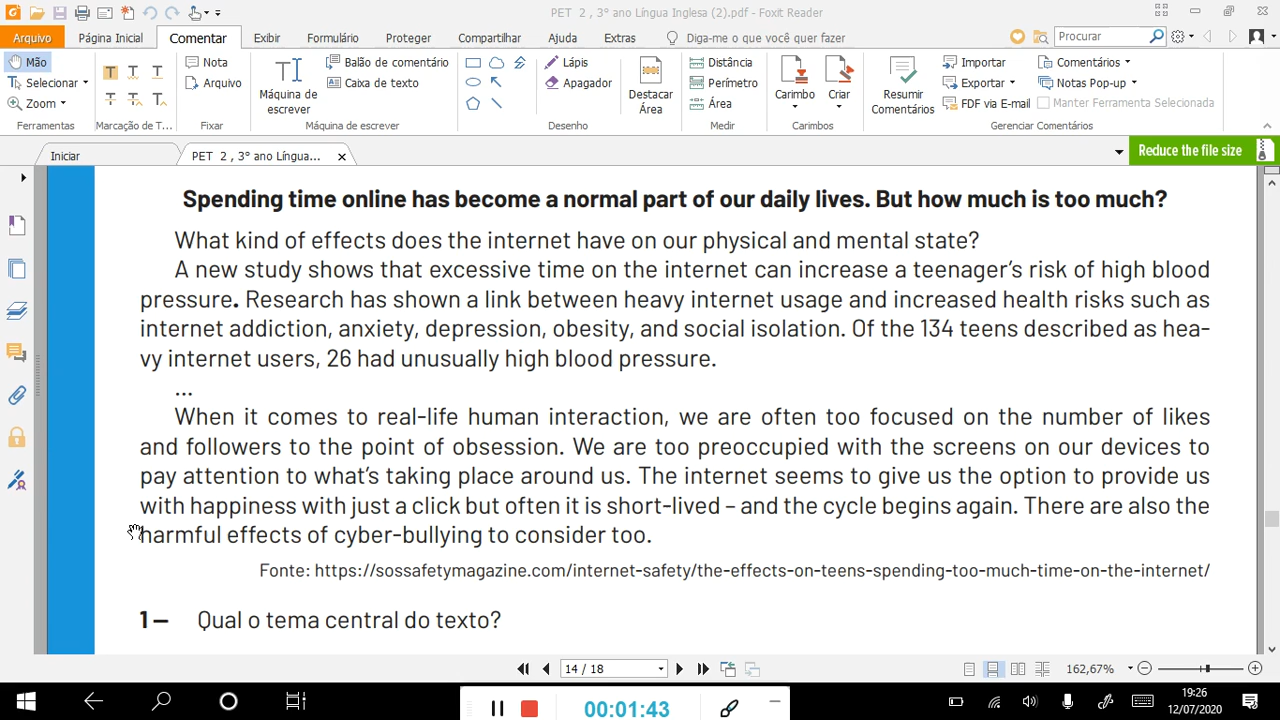 PET 2 , 3° ano Língua Inglesa (2).pdf - Foxit Reader
Arquivo Página Inicial Comentar Exibir Formulário Proteger Compartilhar Ajuda Extras Diga-me o que você quer fazer Procurar
Mão Nota Balão de comentário Lápis Distância Importar Comentários
Selecionar Arquivo Caixa de texto Apagador Perímetro Exportar Notas Pop-up
Zoom Máquina de escrever Destacar Área Área Carimbo Criar Resumir Comentários FDF via E-mail Manter Ferramenta Selecionada
Ferramentas Marcação de T... Fixar Máquina de escrever Desenho Medir Carimbos Gerenciar Comentários
Iniciar PET 2 , 3° ano Língua... Reduce the file size
Spending time online has become a normal part of our daily lives. But how much is too much?
What kind of effects does the internet have on our physical and mental state?
A new study shows that excessive time on the internet can increase a teenager's risk of high blood
pressure. Research has shown a link between heavy internet usage and increased health risks such as
internet addiction, anxiety, depression, obesity, and social isolation. Of the 134 teens described as hea-
vy internet users, 26 had unusually high blood pressure.
...
When it comes to real-life human interaction, we are often too focused on the number of likes
and followers to the point of obsession. We are too preoccupied with the screens on our devices to
pay attention to what's taking place around us. The internet seems to give us the option to provide us
with happiness with just a click but often it is short-lived – and the cycle begins again. There are also the
harmful effects of cyber-bullying to consider too.
Fonte: https://sossafetymagazine.com/internet-safety/the-effects-on-teens-spending-too-much-time-on-the-internet/
1 – Qual o tema central do texto?
14 / 18 162,67%
00:01:43
19:26
12/07/2020